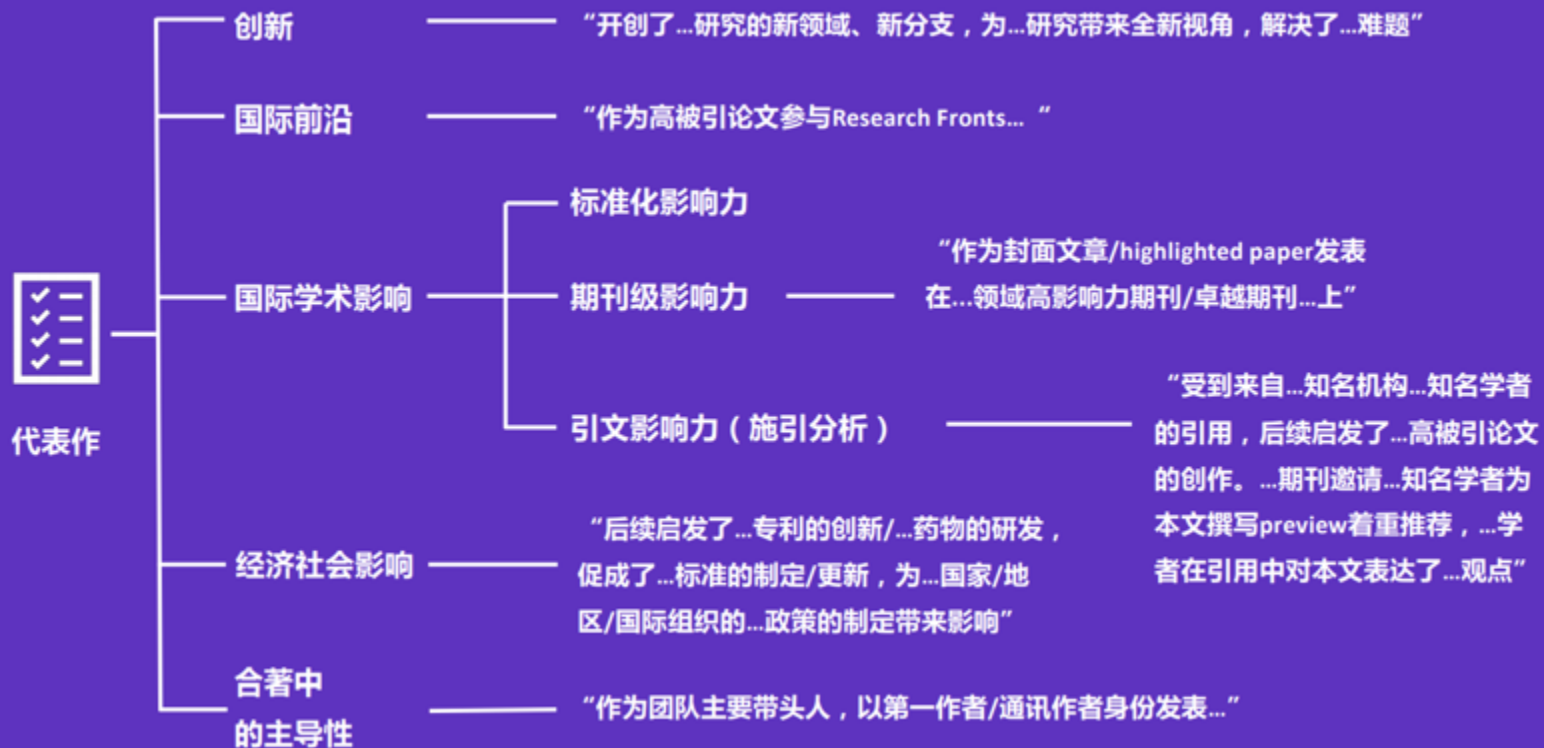 创新
“开创了...研究的新领域、新分支，为...研究带来全新视角，解决了...难题”
国际前沿
“作为高被引论文参与Research Fronts... “
标准化影响力
国际学术影响
期刊级影响力
“作为封面文章/highlighted paper发表
在...领域高影响力期刊/卓越期刊...上”
引文影响力（施引分析）
“受到来自...知名机构...知名学者
的引用，后续启发了...高被引论文
的创作。...期刊邀请...知名学者为
本文撰写preview着重推荐，...学
者在引用中对本文表达了...观点”
代表作
经济社会影响
“后续启发了...专利的创新/...药物的研发，
促成了...标准的制定/更新，为...国家/地
区/国际组织的...政策的制定带来影响”
合著中
的主导性
“作为团队主要带头人，以第一作者/通讯作者身份发表...”